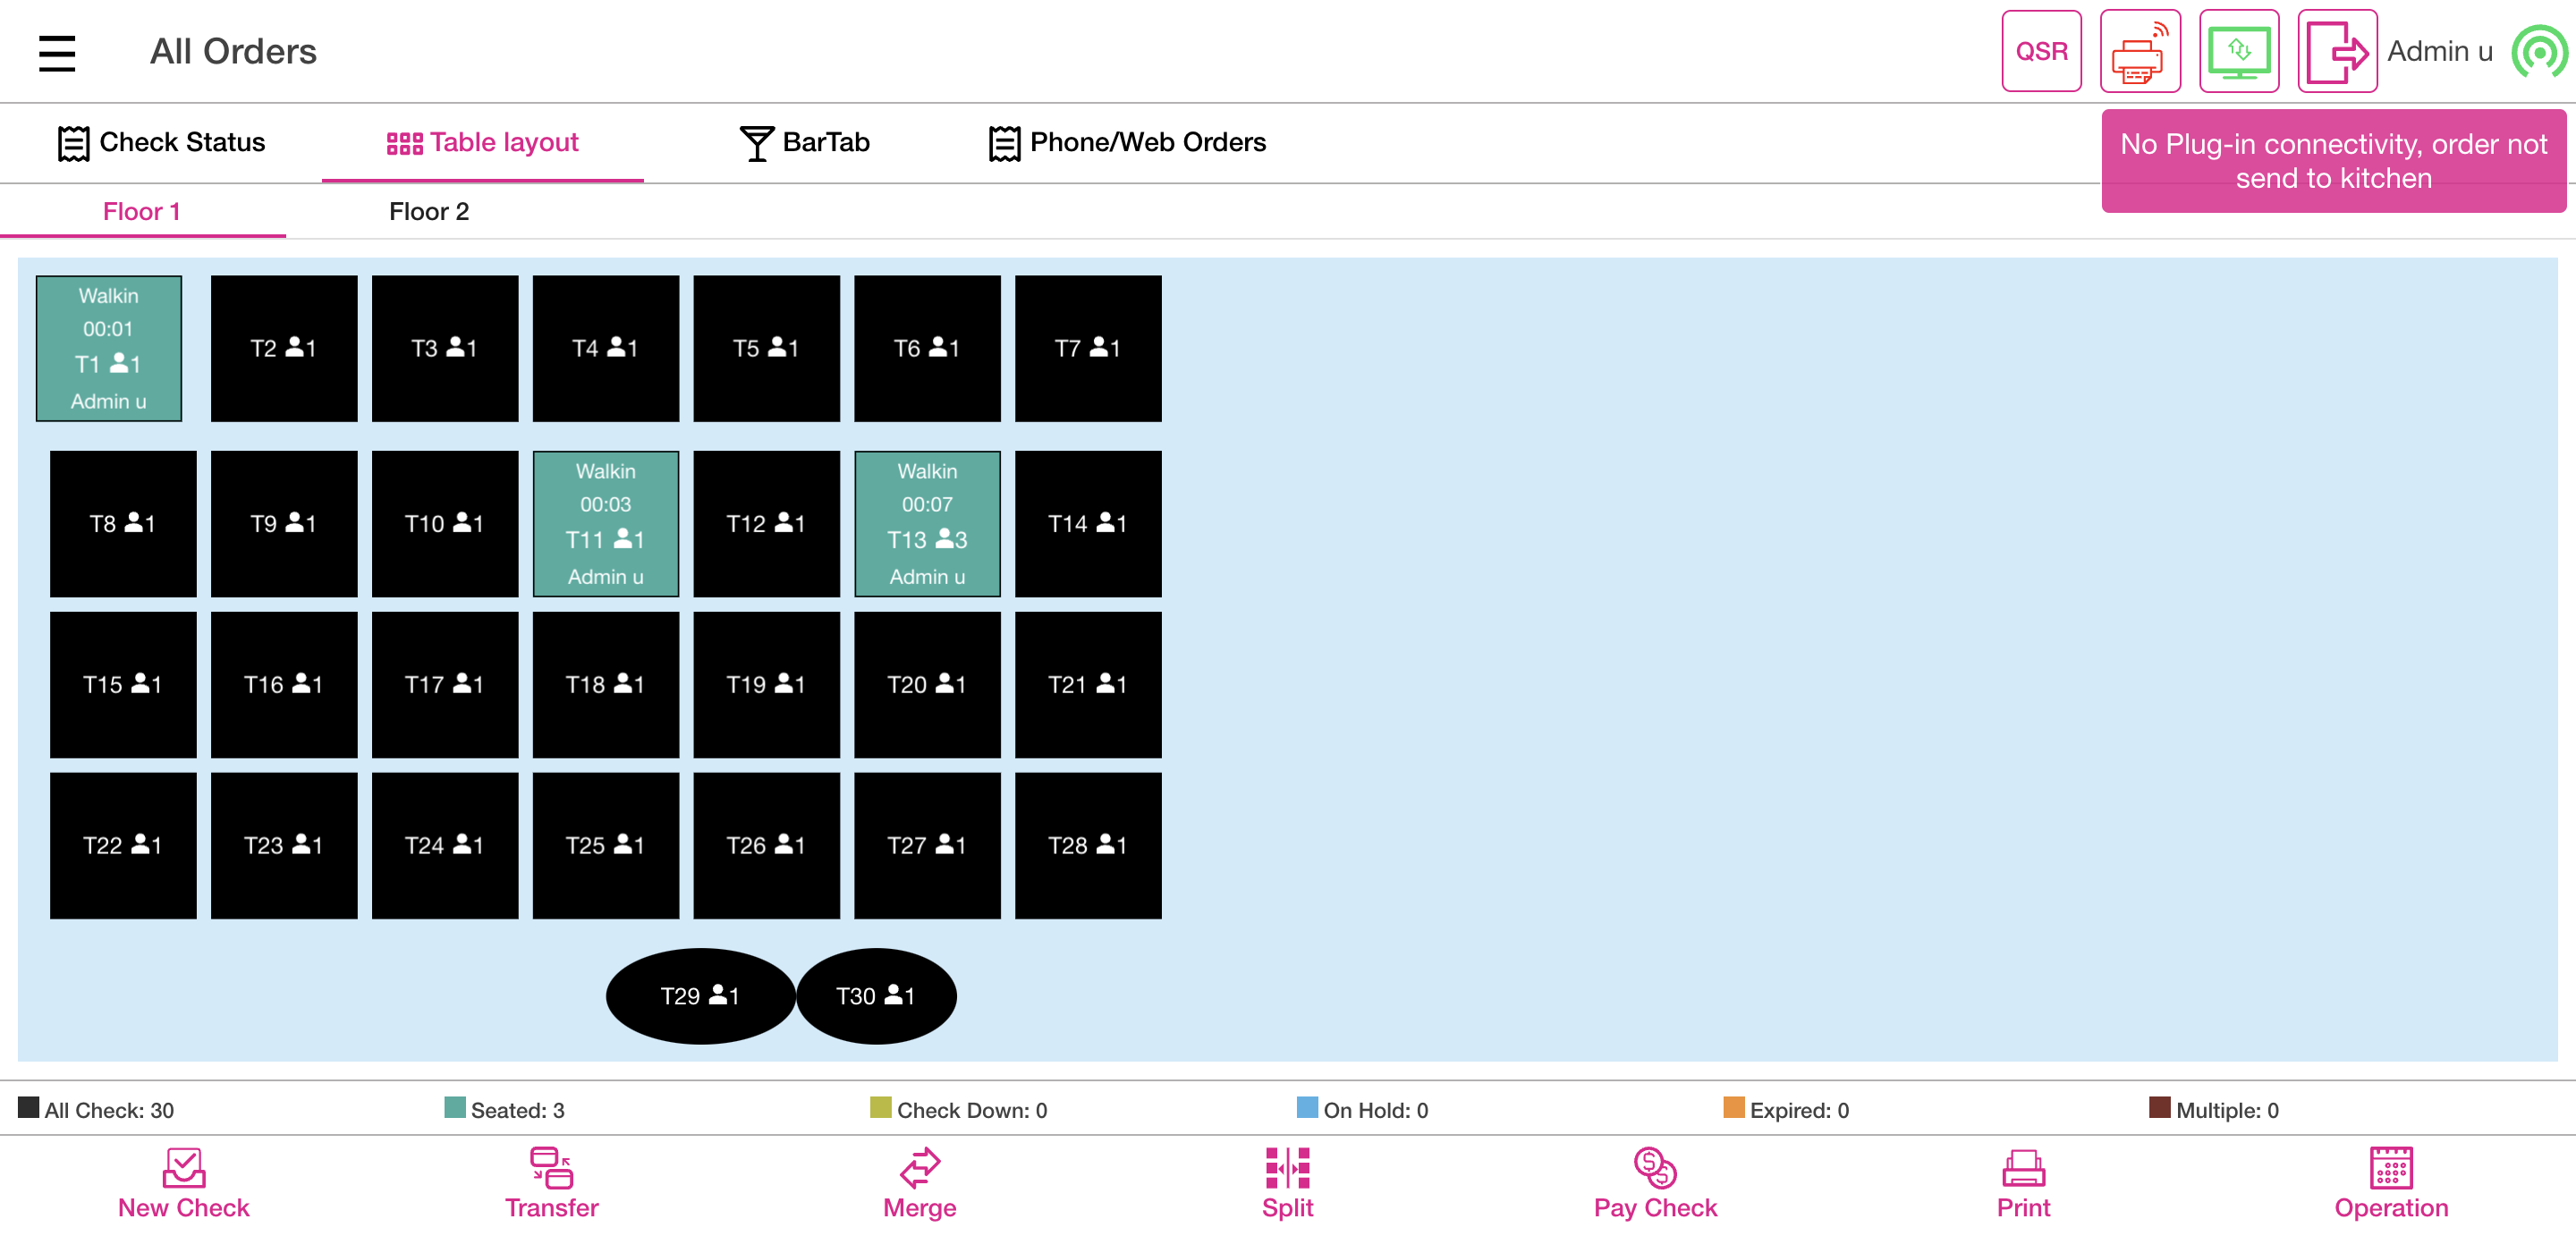 All Orders
QSR
Admin u
Check Status
Table layout
BarTab
Phone/Web Orders
No Plug-in connectivity, order not
send to kitchen
Floor 1
Floor 2
Walkin
00:01
T1 1
Admin u
T2 1
T3 1
T4 1
T5 1
T6 1
T7 1
T8 1
T9 1
T10 1
Walkin
00:03
T11 1
Admin u
T12 1
Walkin
00:07
T13 3
Admin u
T14 1
T15 1
T16 1
T17 1
T18 1
T19 1
T20 1
T21 1
T22 1
T23 1
T24 1
T25 1
T26 1
T27 1
T28 1
T29 1
T30 1
All Check: 30
Seated: 3
Check Down: 0
On Hold: 0
Expired: 0
Multiple: 0
New Check
Transfer
Merge
Split
Pay Check
Print
Operation